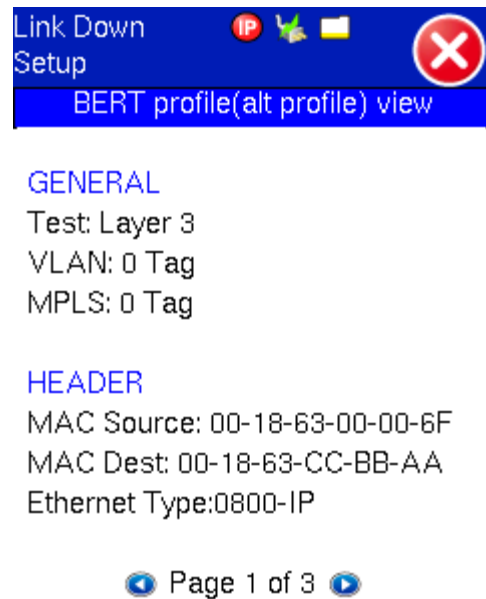 Link Down
Setup
IP
BERT profile(alt profile) view
GENERAL
Test: Layer 3
VLAN: 0 Tag
MPLS: 0 Tag
HEADER
MAC Source: 00-18-63-00-00-6F
MAC Dest: 00-18-63-CC-BB-AA
Ethernet Type:0800-IP
Page 1 of 3